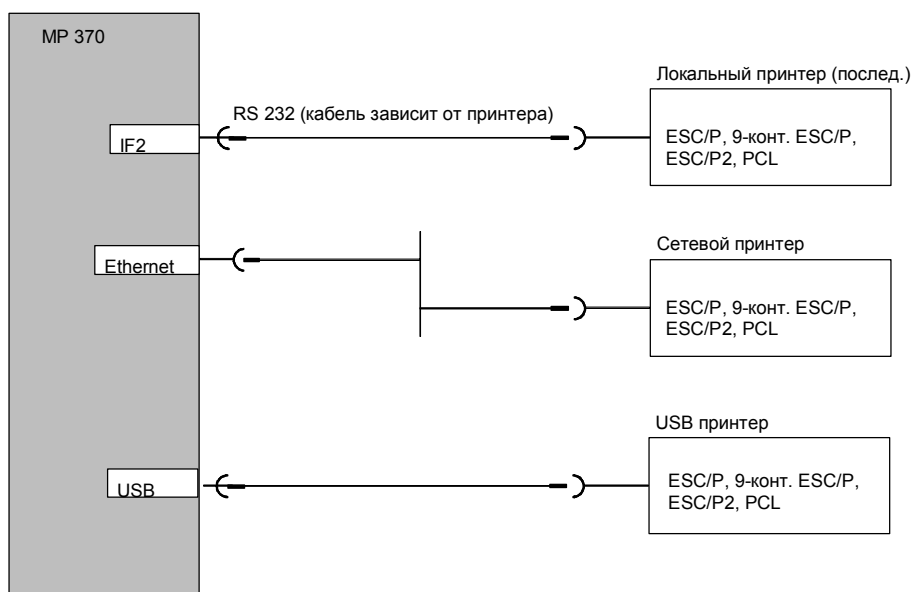 MP 370
Локальный принтер (послед.)
RS 232 (кабель зависит от принтера)
IF2
ESC/P, 9-конт. ESC/P,
ESC/P2, PCL
Сетевой принтер
Ethernet
ESC/P, 9-конт. ESC/P,
ESC/P2, PCL
USB принтер
USB
ESC/P, 9-конт. ESC/P,
ESC/P2, PCL